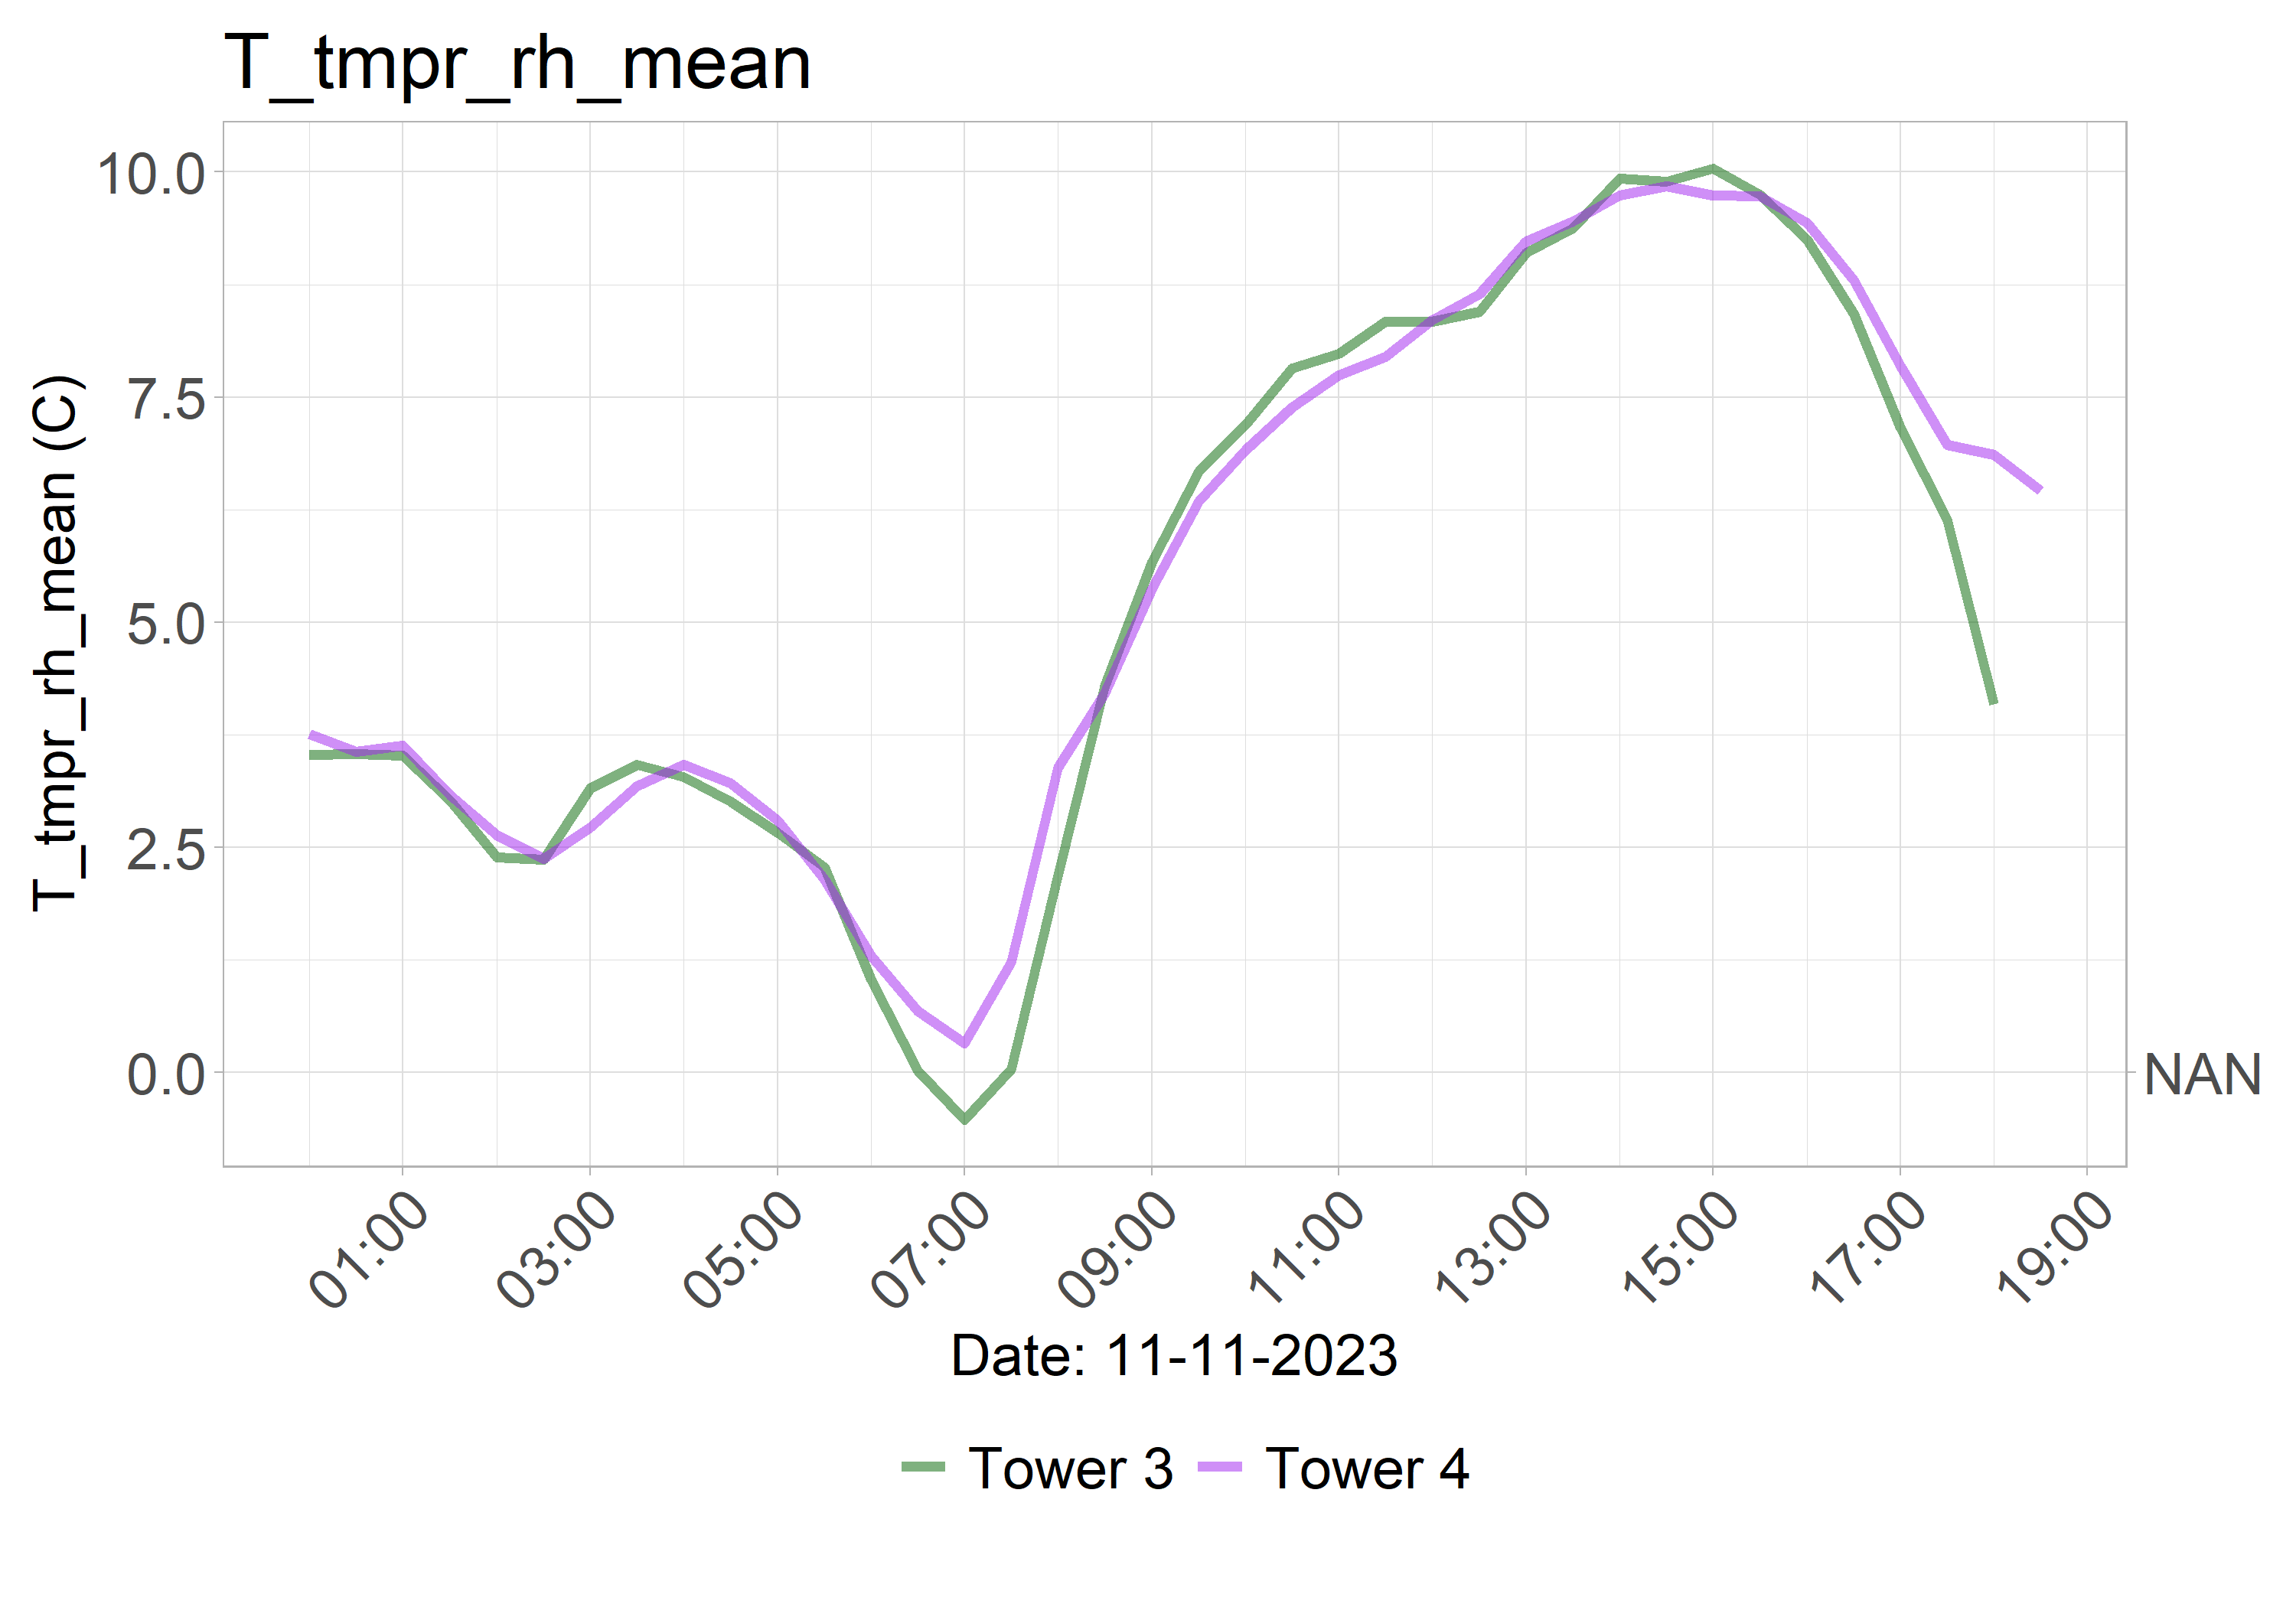 T_tmpr_rh_mean
T_tmpr_rh_mean (C)
10.0
7.5
5.0
2.5
0.0
NAN
01:00
03:00
05:00
07:00
09:00
11:00
13:00
15:00
17:00
19:00
Date: 11-11-2023
Tower 3
Tower 4